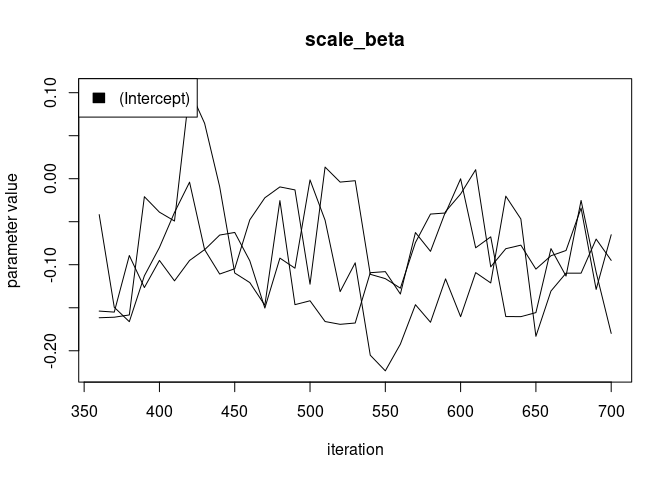 scale_beta
(Intercept)
parameter value
0.10
0.00
-0.10
-0.20
350 400 450 500 550 600 650 700
iteration